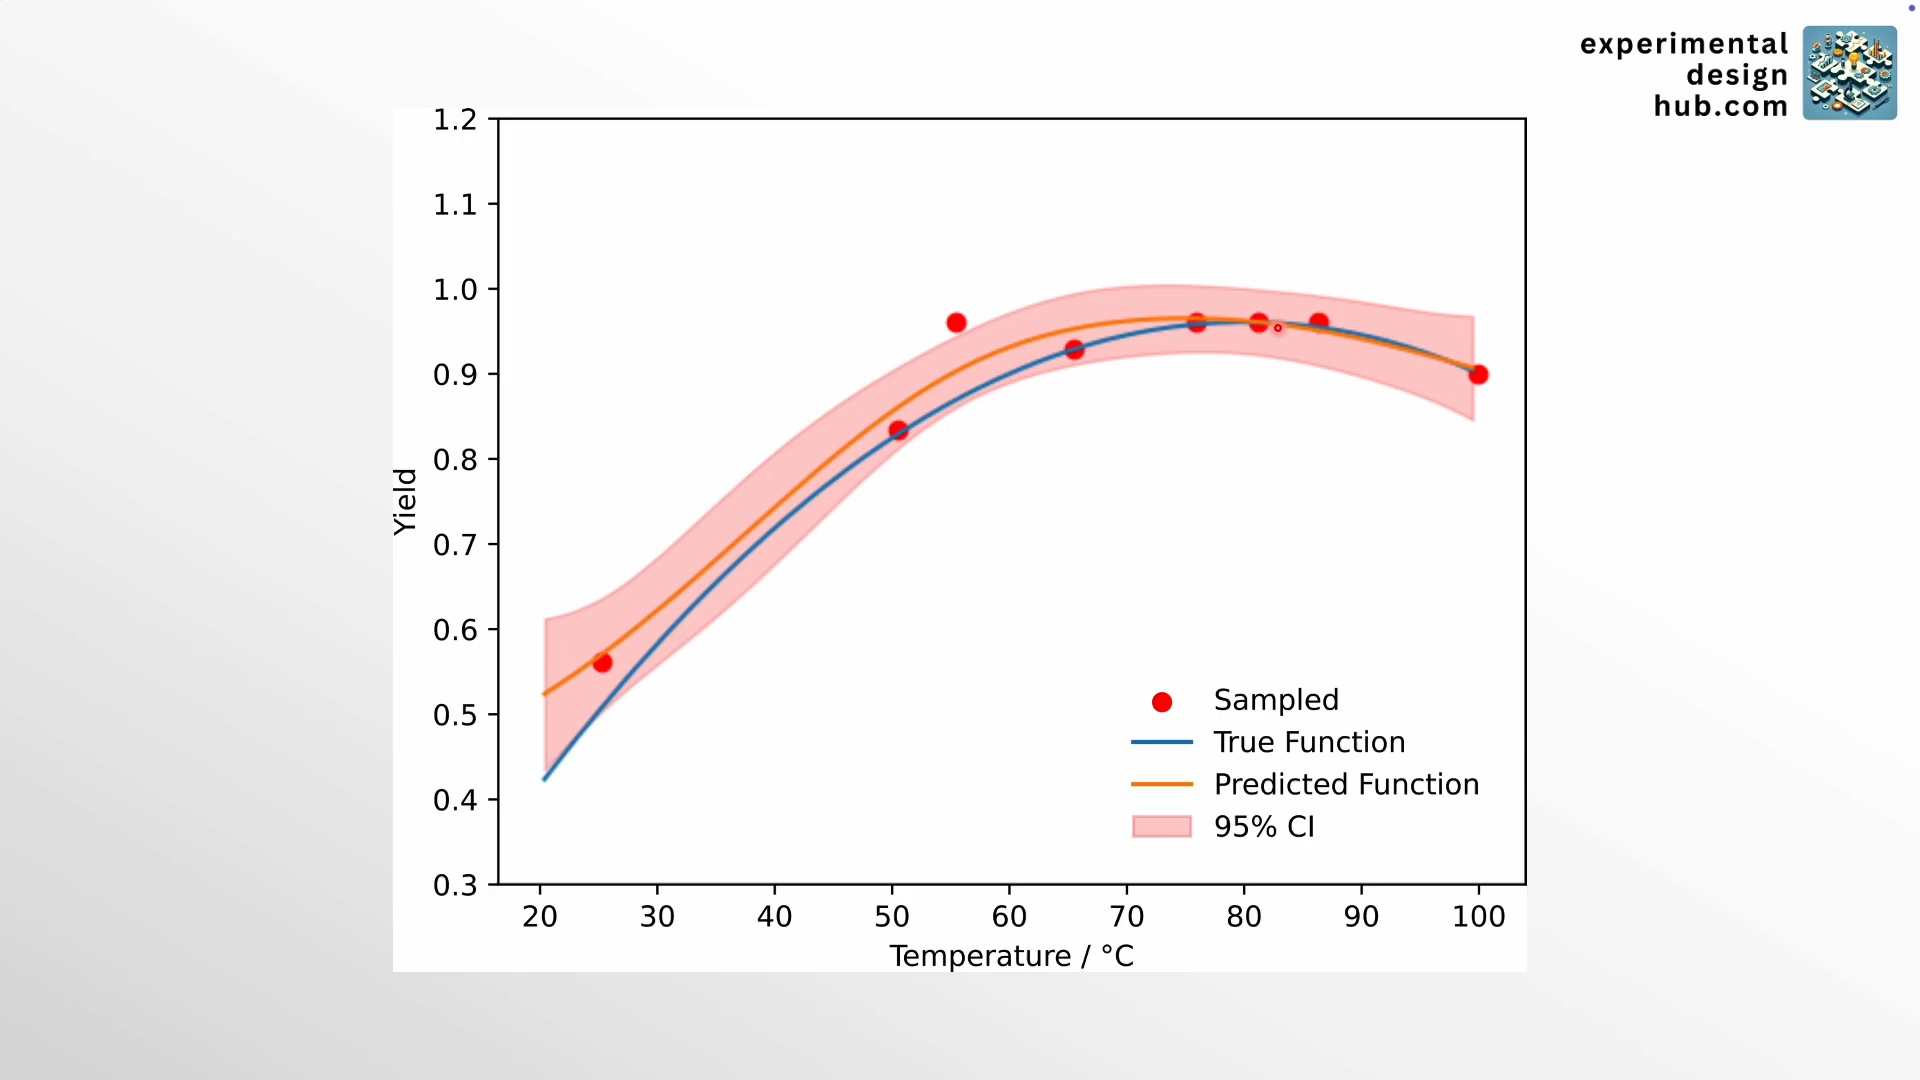 experimental
design
hub.com
1.2
1.1
1.0
0.9
0.8
0.7
0.6
0.5
0.4
0.3
Yield
Sampled
True Function
Predicted Function
95% CI
20 30 40 50 60 70 80 90 100
Temperature / °C